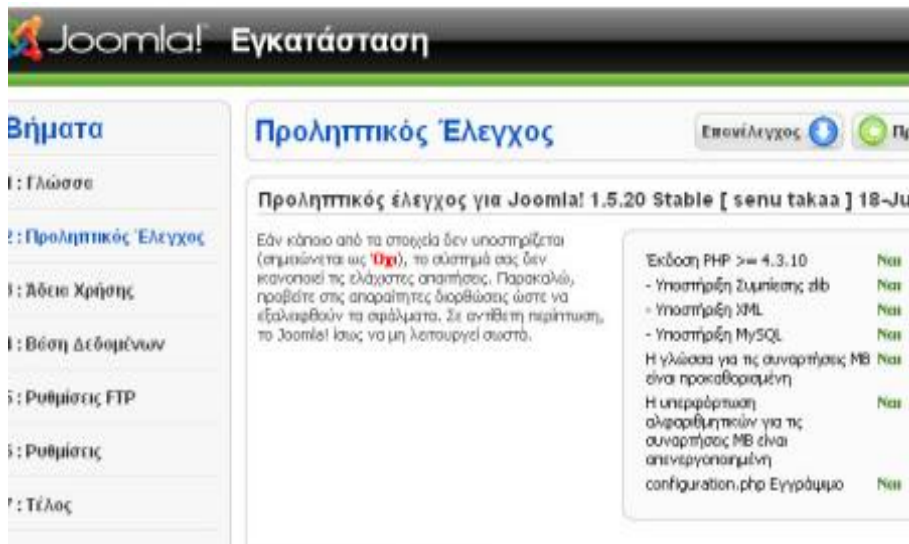 Joomla! Εγκατάσταση
Βήματα
Προληπτικός Έλεγχος
Επανέλεγχος
: Γλώσσα
Προληπτικός έλεγχος για Joomla! 1.5.20 Stable [ senu takaa ] 18-Ju
2 : Προληπτικός Έλεγχος
: Άδεια Χρήσης
: Βάση Δεδομένων
: Ρυθμίσεις FTP
: Ρυθμίσεις
: Τέλος
Εάν κάποιο από τα στοιχεία δεν υποστηρίζεται
(σημειώνεται ως Όχι), το σύστημά σας δεν
ικανοποιεί τις ελάχιστες απαιτήσεις. Παρακαλώ,
προβείτε στις απαραίτητες διορθώσεις ώστε να
εξαλειφθούν τα σφάλματα. Σε αντίθετη περίπτωση,
το Joomla! ίσως να μη λειτουργεί σωστά.
Έκδοση PHP >= 4.3.10 Ναι
- Υποστήριξη Συμπίεσης zlib Ναι
- Υποστήριξη XML Ναι
- Υποστήριξη MySQL Ναι
Η γλώσσα για τις συναρτήσεις MB Ναι
είναι προκαθορισμένη
Η υπερφόρτωση Ναι
αλφαριθμητικών για τις
συναρτήσεις MB είναι
απενεργοποιημένη
configuration.php Εγγράψιμο Ναι